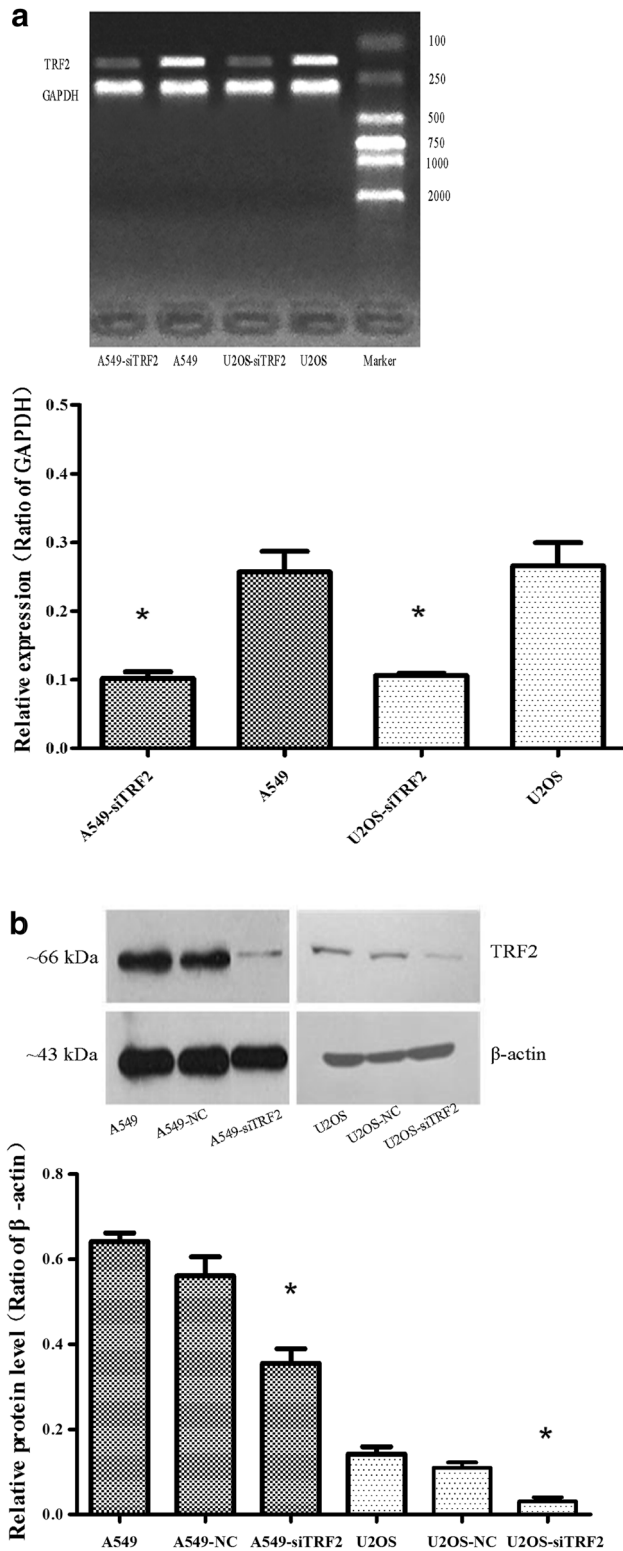 a
TRF2
GAPDH
100
250
500
750
1000
2000
A549-siTRF2 A549 U2OS-siTRF2 U2OS Marker
Relative expression (Ratio of GAPDH)
0.5
0.4
0.3
0.2
0.1
0.0
* *
A549-siTRF2 A549 U2OS-siTRF2 U2OS
b
~66 kDa TRF2
~43 kDa β-actin
A549 A549-NC A549-siTRF2 U2OS U2OS-NC U2OS-siTRF2
Relative protein level (Ratio of β -actin)
0.8
0.6
0.4
0.2
0.0
* *
A549 A549-NC A549-siTRF2 U2OS U2OS-NC U2OS-siTRF2